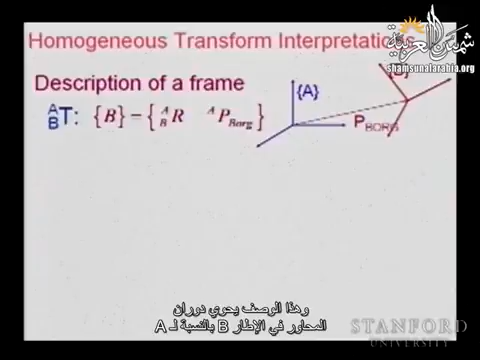 Homogeneous Transform Interpretations
شمس العربية
shamsunalarabia.org
Description of a frame
{A}
A B T: {B} = { A B R A P Borg }
P BORG
وهذا الوصف يحوي دوران
المحاور في الإطار B بالنسبة لـ A
STANFORD
UNIVERSITY